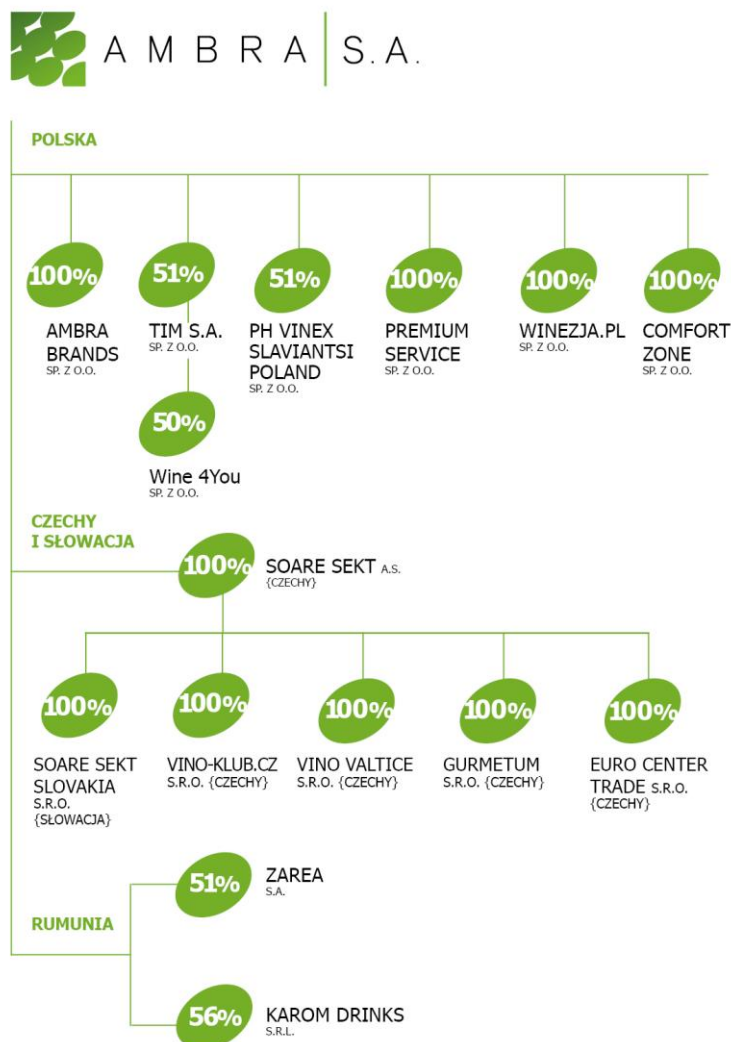 AMBRA S.A.
POLSKA
100%
AMBRA
BRANDS
SP. Z O.O.
51%
TIM S.A.
SP. Z O.O.
50%
Wine 4You
SP. Z O.O.
51%
PH VINEX
SLAVIANTSI
POLAND
SP. Z O.O.
100%
PREMIUM
SERVICE
SP. Z O.O.
100%
WINEZJA.PL
SP. Z O.O.
100%
COMFORT
ZONE
SP. Z O.O.
CZECHY
I SŁOWACJA
100%
SOARE SEKT A.S.
{CZECHY}
100%
SOARE SEKT
SLOVAKIA
S.R.O.
{SŁOWACJA}
100%
VINO-KLUB.CZ
S.R.O. {CZECHY}
100%
VINO VALTICE
S.R.O. {CZECHY}
100%
GURMETUM
S.R.O. {CZECHY}
100%
EURO CENTER
TRADE S.R.O.
{CZECHY}
RUMUNIA
51%
ZAREA
S.A.
56%
KAROM DRINKS
S.R.L.